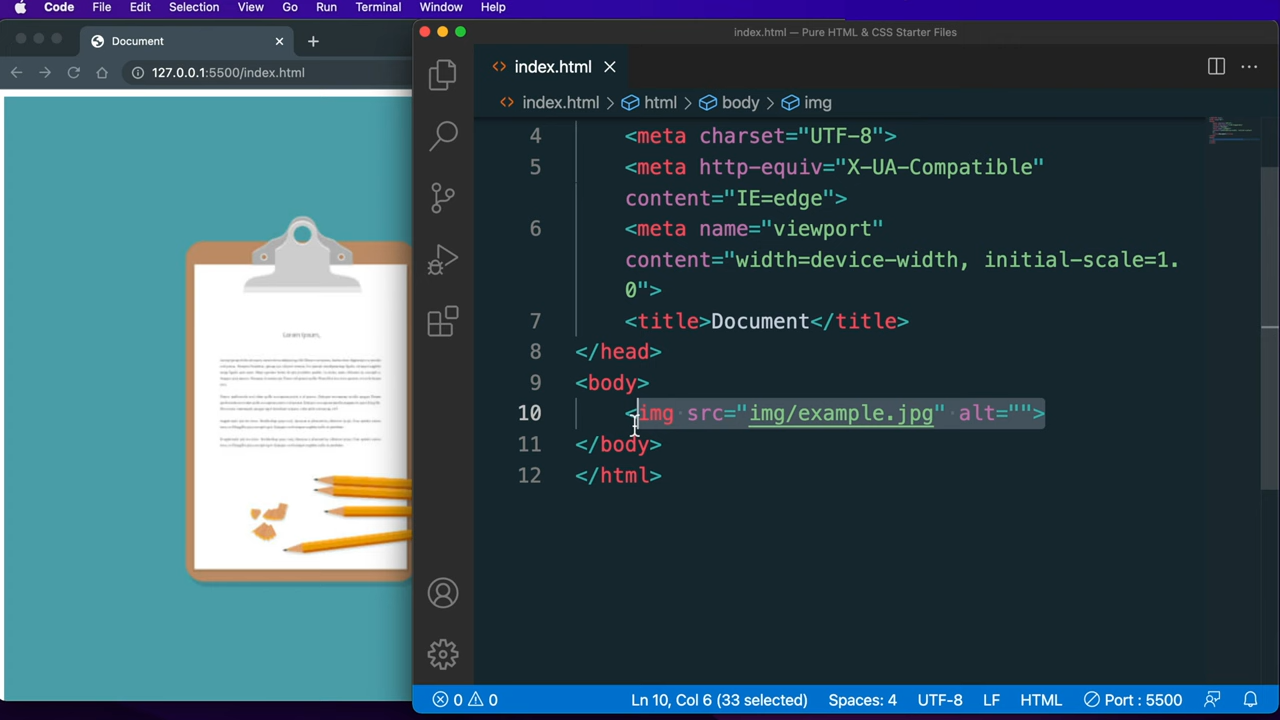 Code File Edit Selection View Go Run Terminal Window Help
Document
127.0.0.1:5500/index.html
Lorem Ipsum,
index.html — Pure HTML & CSS Starter Files
index.html
index.html > html > body > img
4 <meta charset="UTF-8">
5 <meta http-equiv="X-UA-Compatible"
content="IE=edge">
6 <meta name="viewport"
content="width=device-width, initial-scale=1.
0">
7 <title>Document</title>
8 </head>
9 <body>
10 <img src="img/example.jpg" alt="">
11 </body>
12 </html>
0 0 Ln 10, Col 6 (33 selected) Spaces: 4 UTF-8 LF HTML Port : 5500